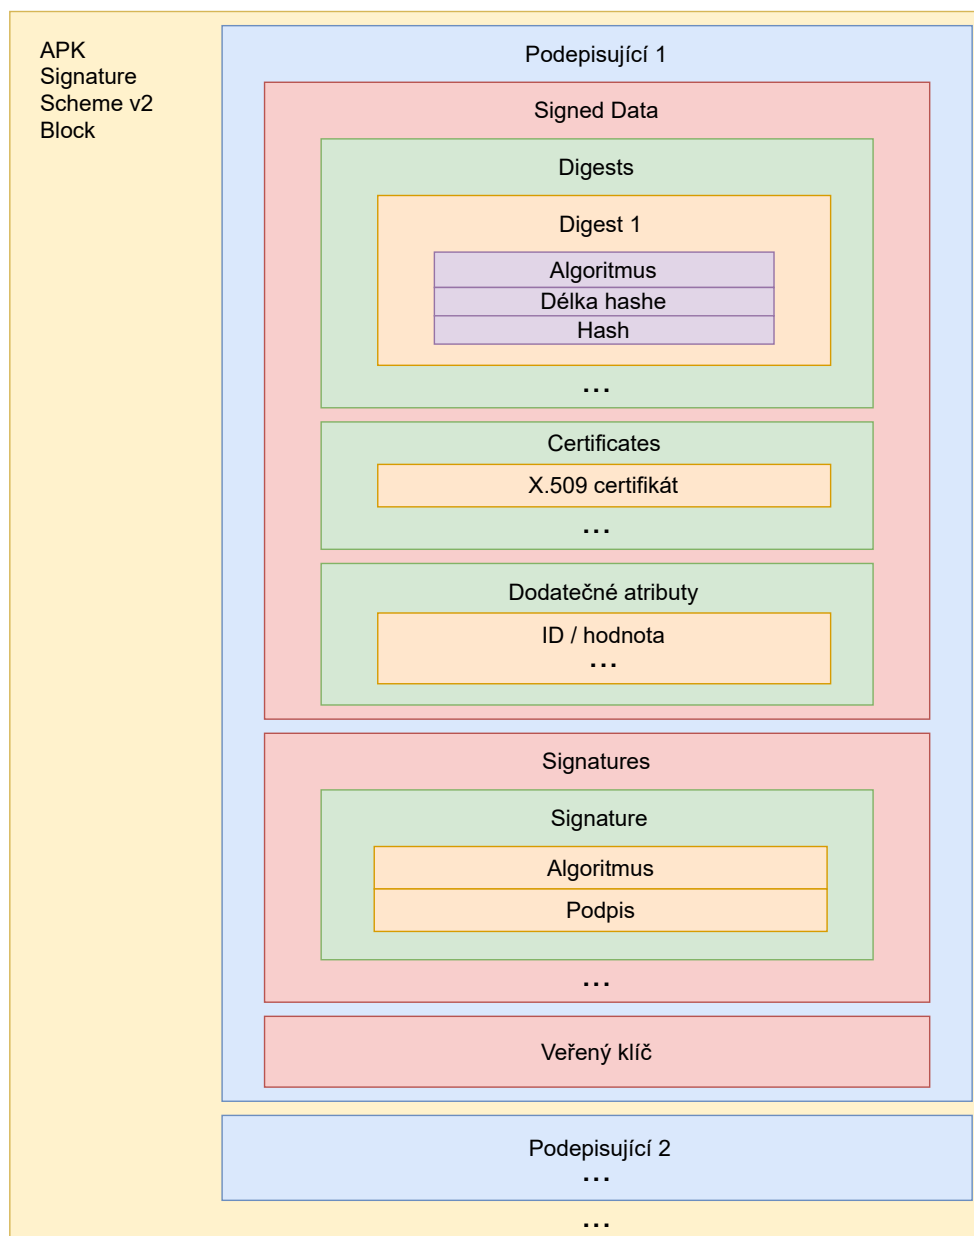 APK
Signature
Scheme v2
Block
Podepisující 1
Signed Data
Digests
Digest 1
Algoritmus
Délka hashe
Hash
...
Certificates
X.509 certifikát
...
Dodatečné atributy
ID / hodnota
...
Signatures
Signature
Algoritmus
Podpis
...
Veřený klíč
Podepisující 2
...
...